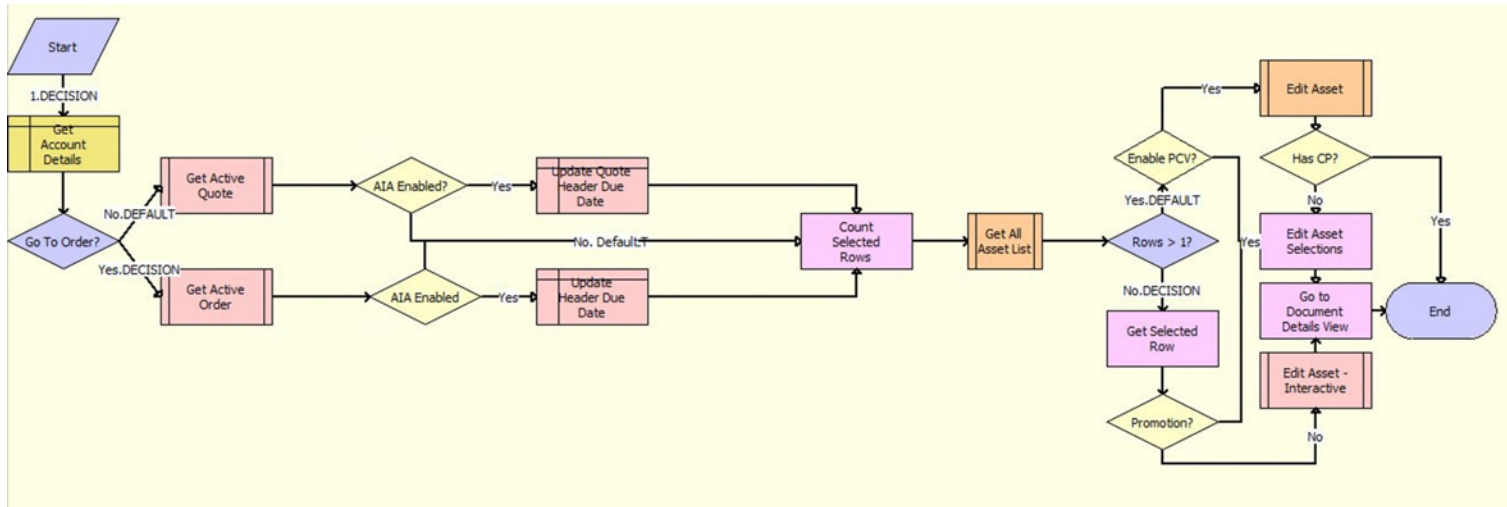 Start
1.DECISION
Get
Account
Details
Go To Order?
No.DEFAULT
Yes.DECISION
Get Active
Quote
Get Active
Order
AIA Enabled?
Yes
AIA Enabled
Yes
Update Quote
Header Due
Date
No. Default.T
Update
Header Due
Date
Count
Selected
Rows
Get All
Asset List
Rows > 1?
Yes.DEFAULT
Enable PCV?
Yes
Yes
No.DECISION
Get Selected
Row
Promotion?
No
Edit Asset
Has CP?
No
Yes
Edit Asset
Selections
Go to
Document
Details View
Edit Asset -
Interactive
End